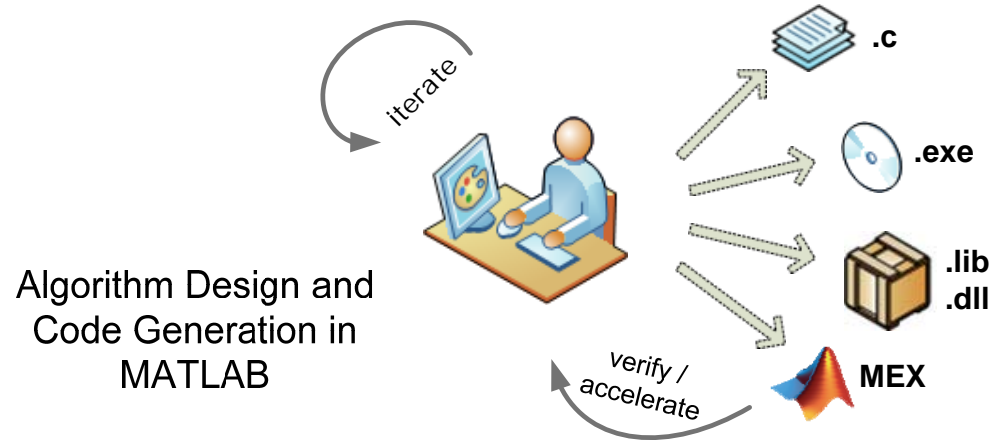 iterate
.c
.exe
.lib
.dll
Algorithm Design and
Code Generation in
MATLAB
MEX
verify /
accelerate